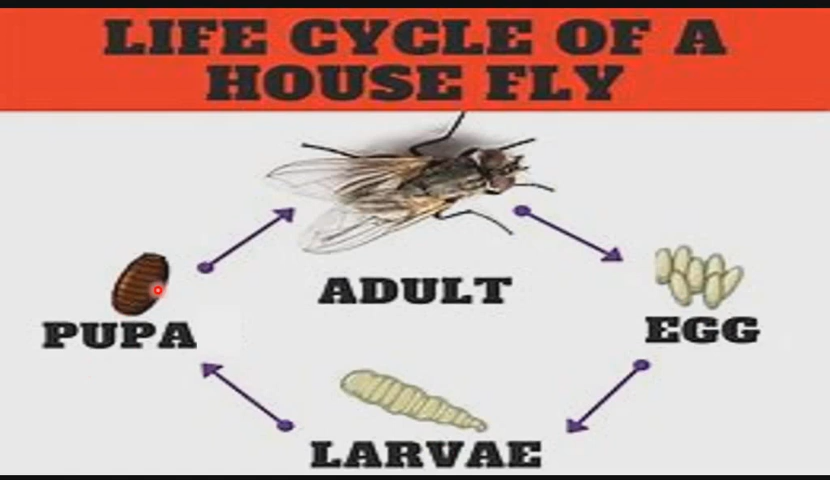 LIFE CYCLE OF A
HOUSE FLY
ADULT
PUPA
EGG
LARVAE